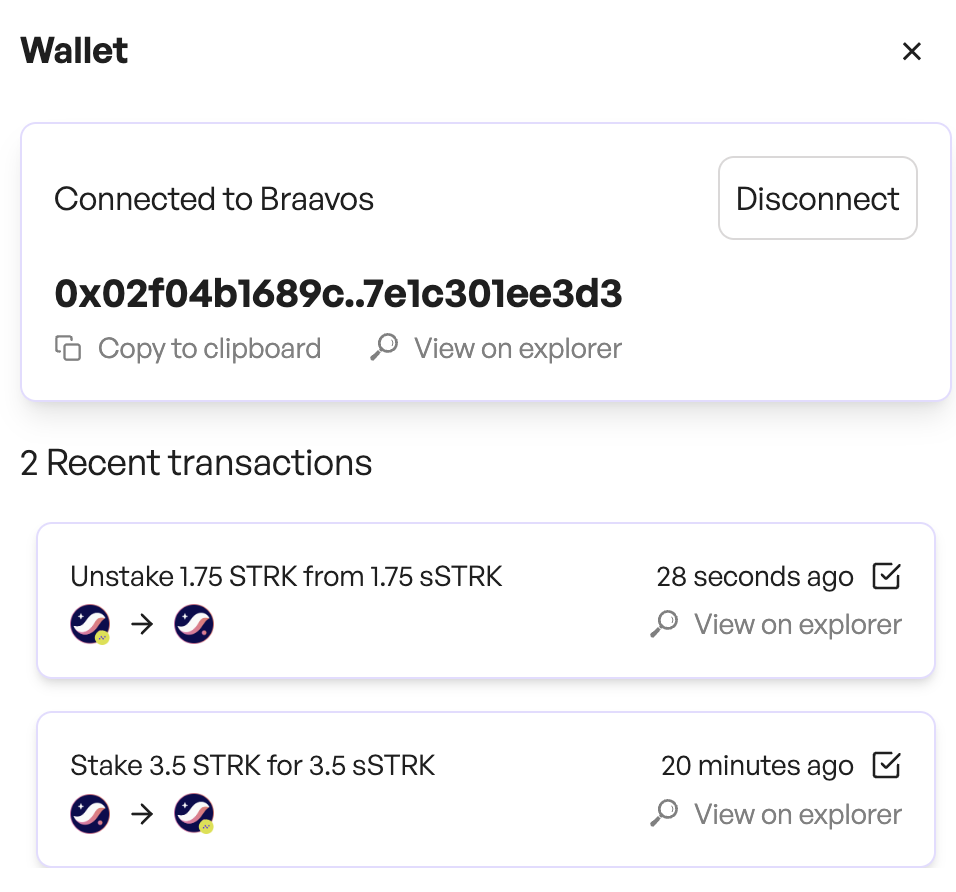 Wallet
Connected to Braavos
Disconnect
0x02f04b1689c..7e1c301ee3d3
Copy to clipboard
View on explorer
2 Recent transactions
Unstake 1.75 STRK from 1.75 sSTRK
28 seconds ago
View on explorer
Stake 3.5 STRK for 3.5 sSTRK
20 minutes ago
View on explorer